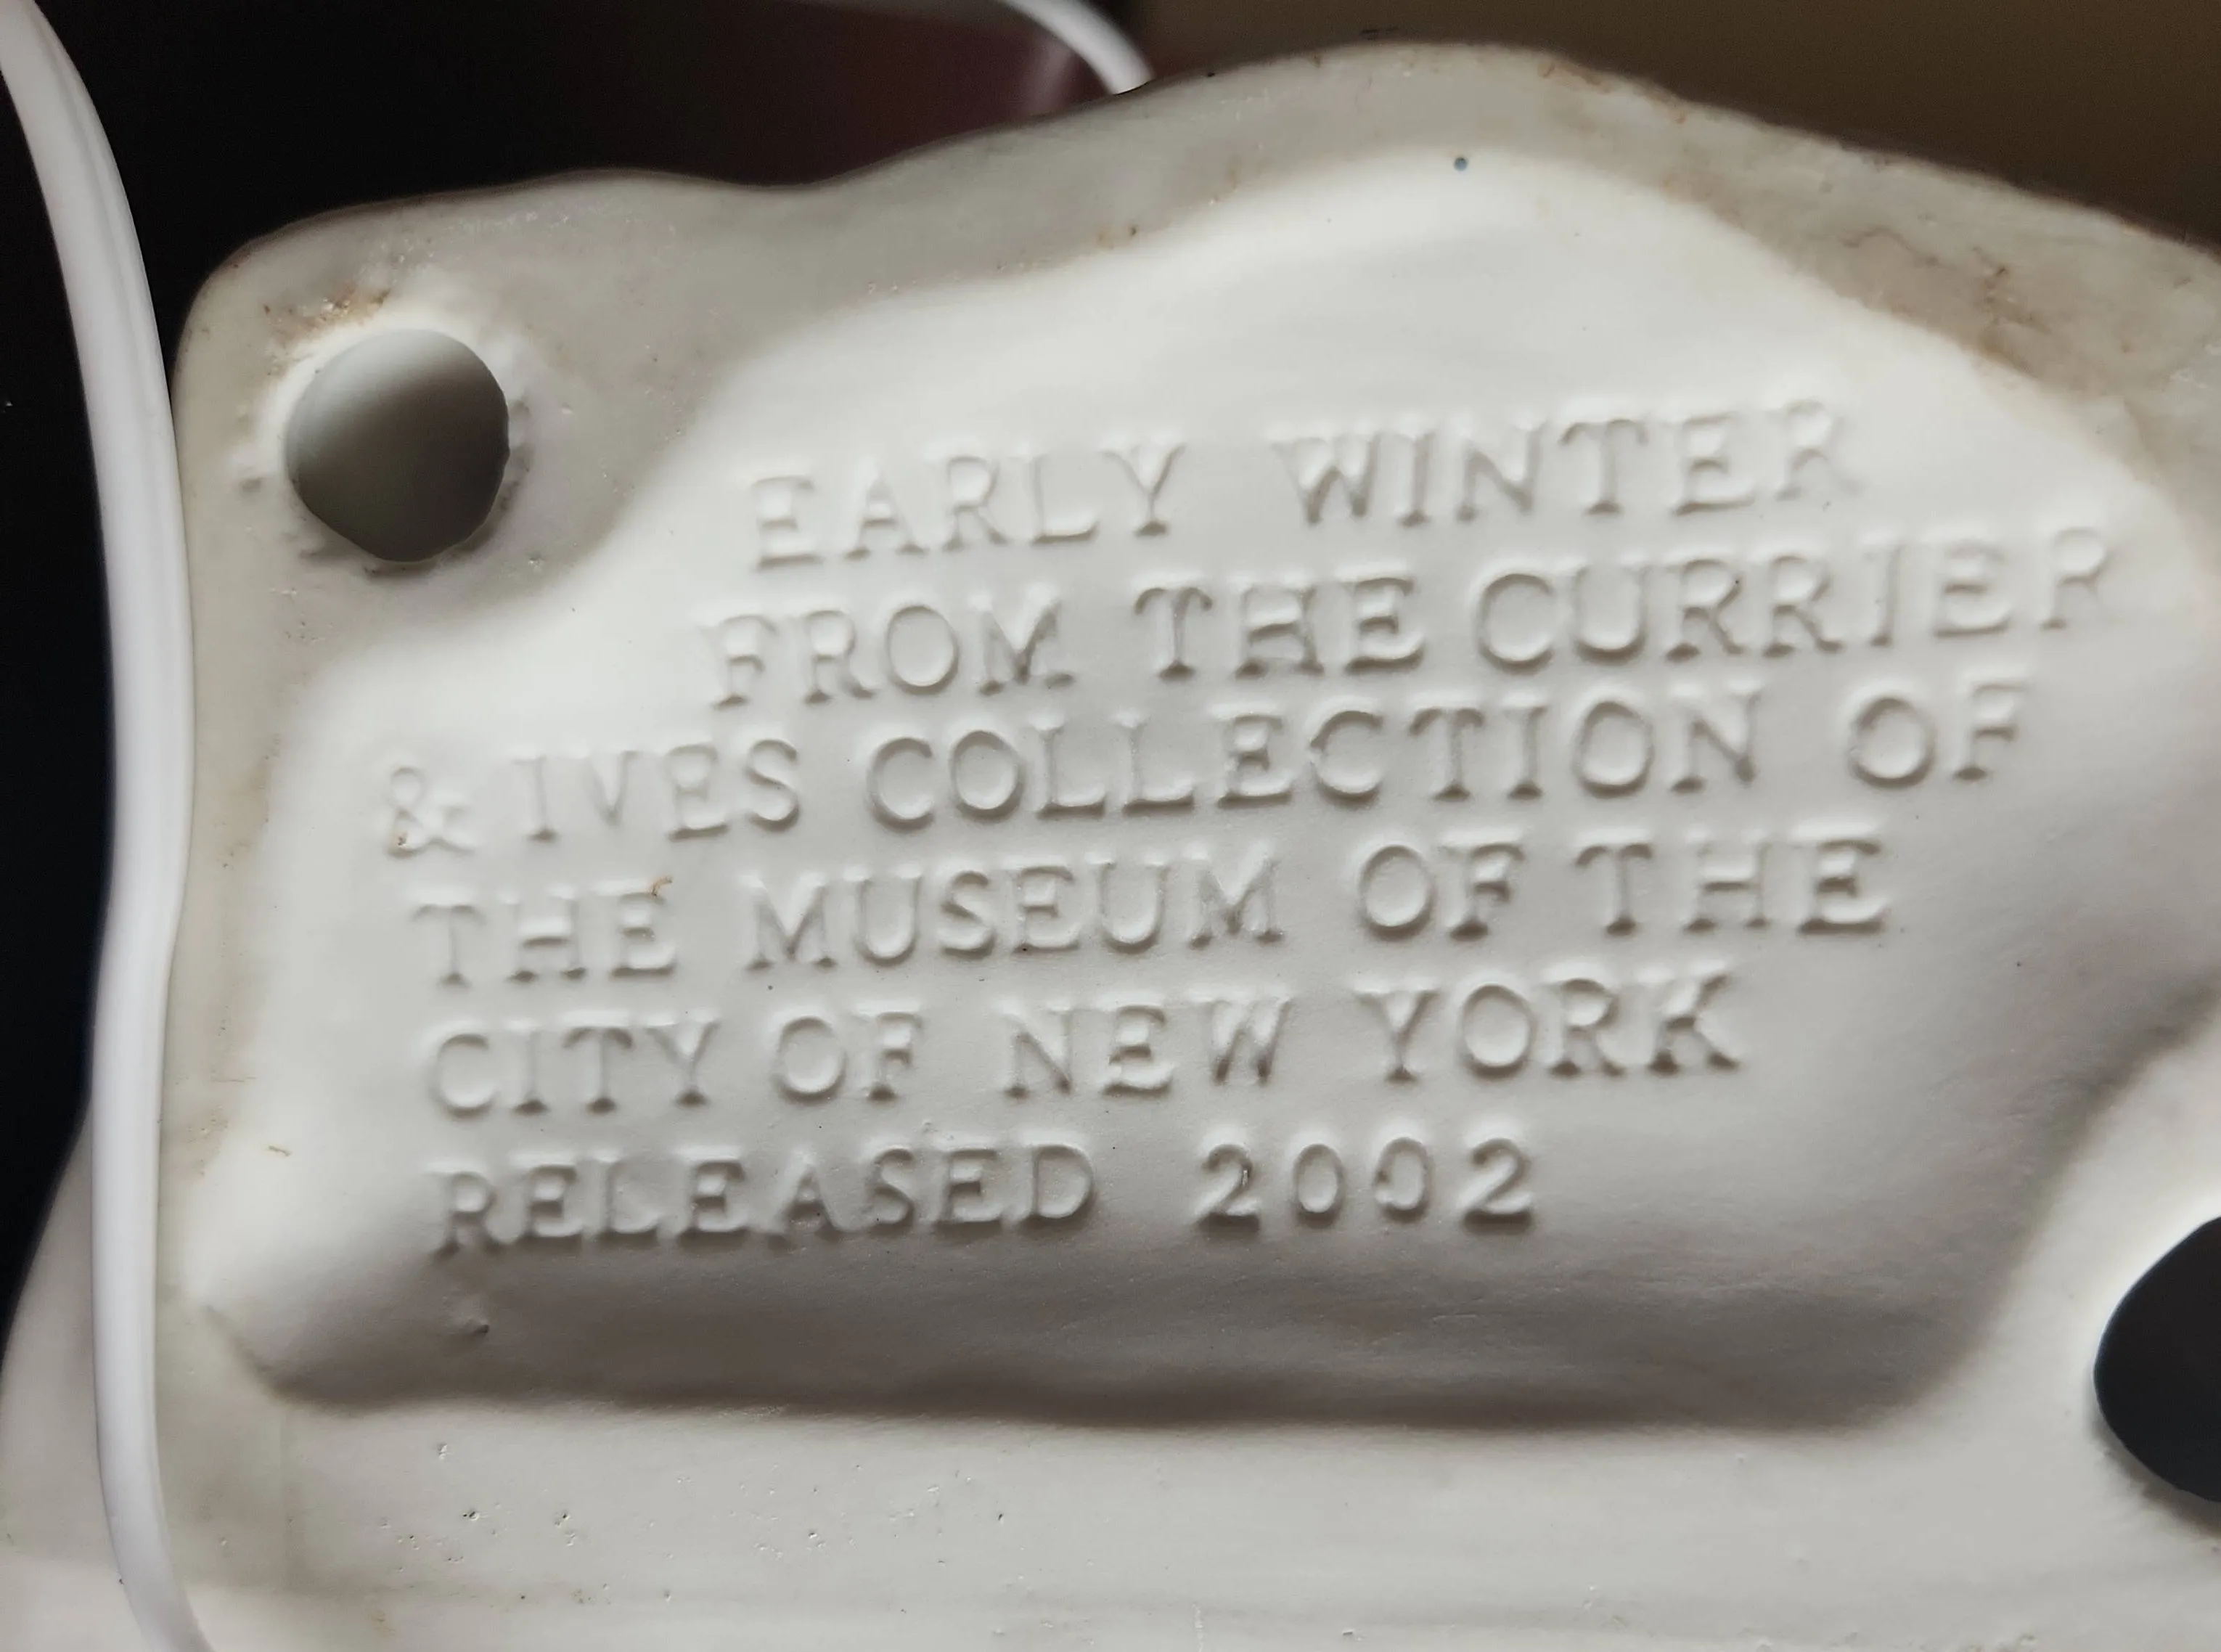 EARLY WINTER
FROM THE CURRIER
& IVES COLLECTION OF
THE MUSEUM OF THE
CITY OF NEW YORK
RELEASED 2002